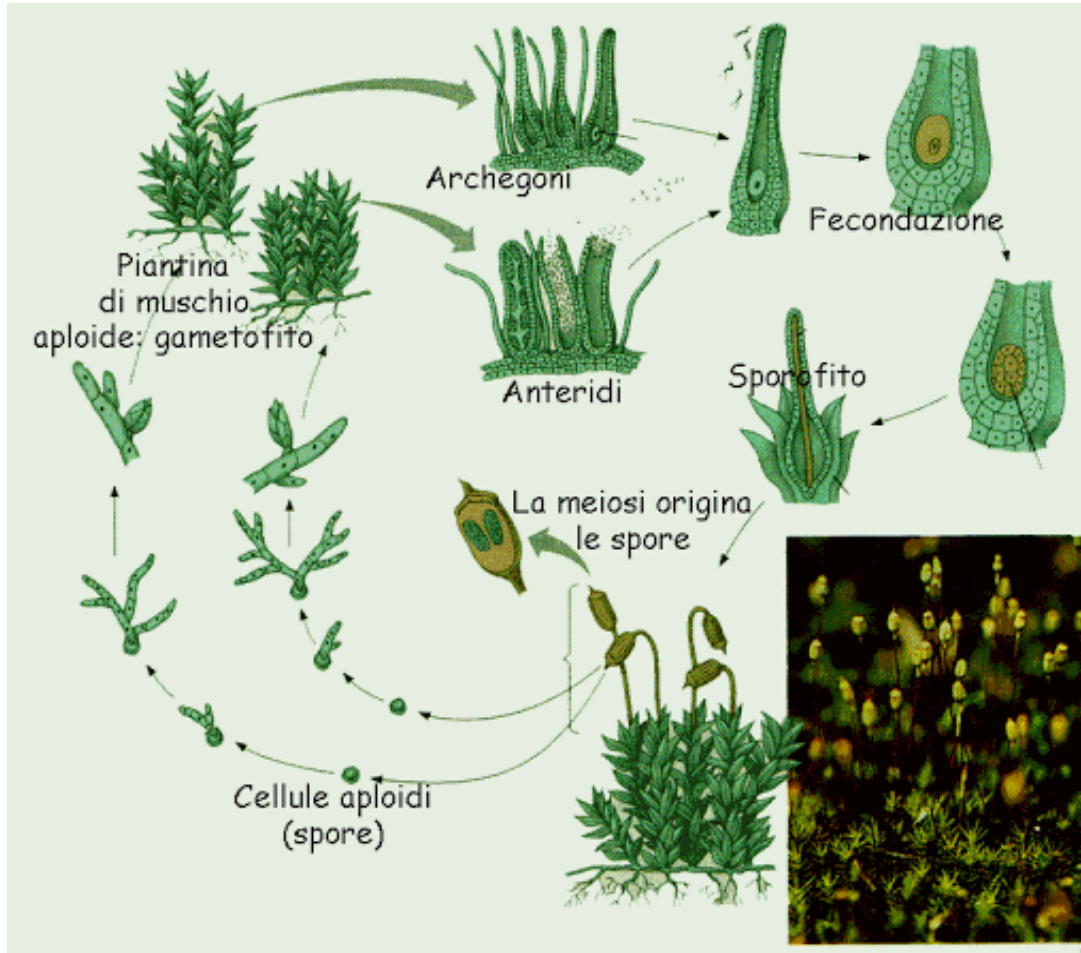 Archegoni
Fecondazione
Piantina
di muschio
aploide: gametofito
Anteridi
Sporofito
La meiosi origina
le spore
Cellule aploidi
(spore)